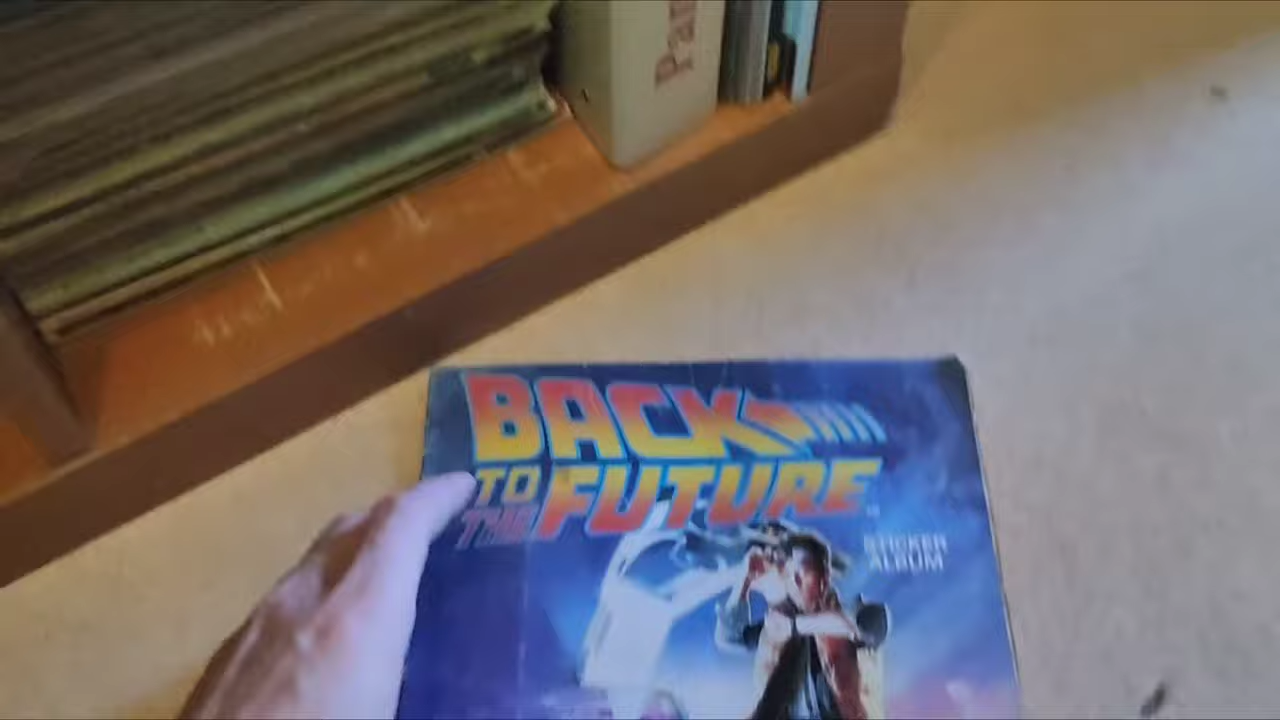 Pan
BACK
TO
THE FUTURE
STICKER
ALBUM